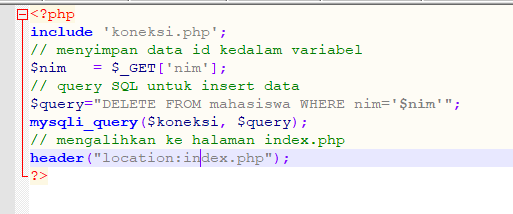 <?php
include 'koneksi.php';
// menyimpan data id kedalam variabel
$nim   = $_GET['nim'];
// query SQL untuk insert data
$query="DELETE FROM mahasiswa WHERE nim='$nim'";
mysqli_query($koneksi, $query);
// mengalihkan ke halaman index.php
header("location:index.php");
?>